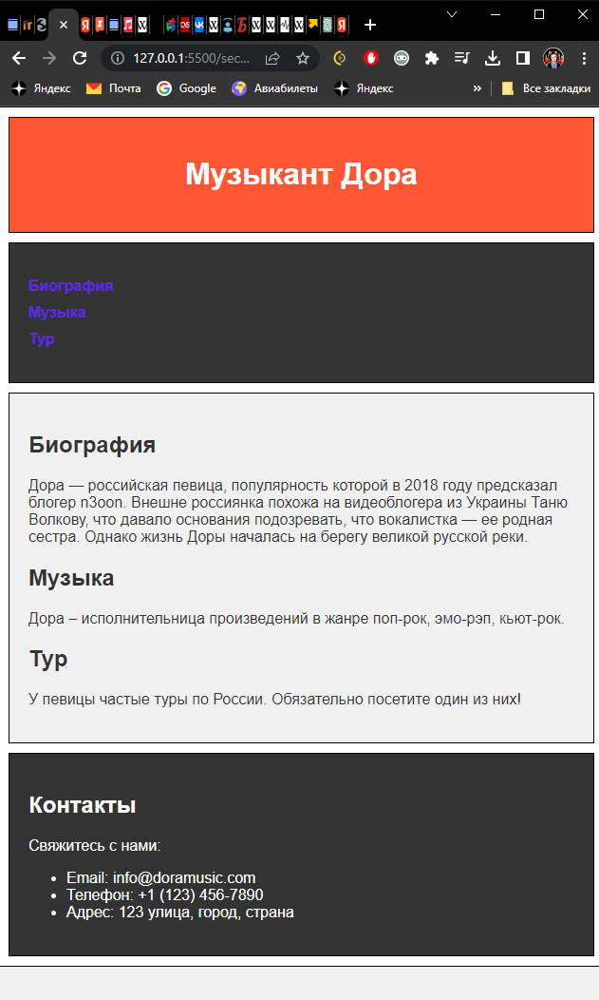 127.0.0.1:5500/sec...
Яндекс Почта Google Авиабилеты Яндекс » Все закладки
Музыкант Дора
Биография
Музыка
Тур
Биография
Дора — российская певица, популярность которой в 2018 году предсказал
блогер n3oon. Внешне россиянка похожа на видеоблогера из Украины Таню
Волкову, что давало основания подозревать, что вокалистка — ее родная
сестра. Однако жизнь Доры началась на берегу великой русской реки.
Музыка
Дора – исполнительница произведений в жанре поп-рок, эмо-рэп, кьют-рок.
Тур
У певицы частые туры по России. Обязательно посетите один из них!
Контакты
Свяжитесь с нами:
• Email: info@doramusic.com
• Телефон: +1 (123) 456-7890
• Адрес: 123 улица, город, страна